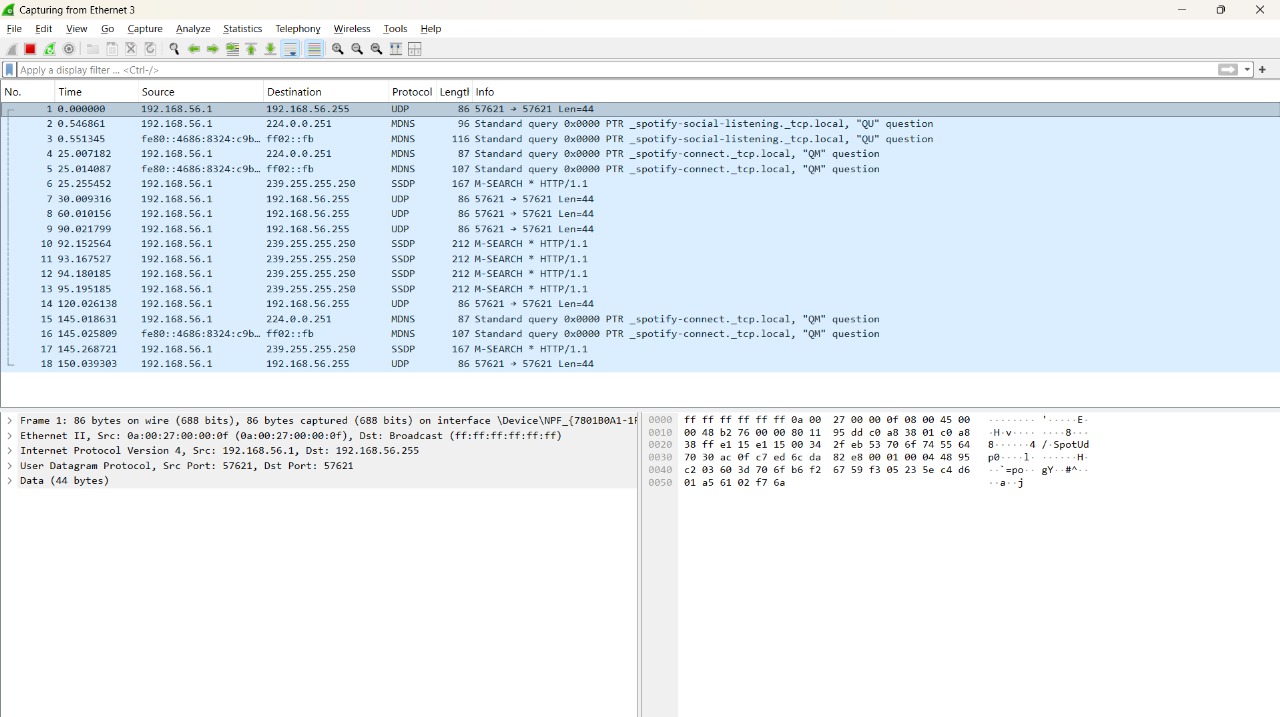 Capturing from Ethernet 3
File Edit View Go Capture Analyze Statistics Telephony Wireless Tools Help
Apply a display filter ... <Ctrl-/>
No. Time Source Destination Protocol Length Info
1 0.000000 192.168.56.1 192.168.56.255 UDP 86 57621 → 57621 Len=44
2 0.546861 192.168.56.1 224.0.0.251 MDNS 96 Standard query 0x0000 PTR _spotify-social-listening._tcp.local, "QU" question
3 0.551345 fe80::4686:8324:c9b… ff02::fb MDNS 116 Standard query 0x0000 PTR _spotify-social-listening._tcp.local, "QU" question
4 25.007182 192.168.56.1 224.0.0.251 MDNS 87 Standard query 0x0000 PTR _spotify-connect._tcp.local, "QM" question
5 25.014087 fe80::4686:8324:c9b… ff02::fb MDNS 107 Standard query 0x0000 PTR _spotify-connect._tcp.local, "QM" question
6 25.255452 192.168.56.1 239.255.255.250 SSDP 167 M-SEARCH * HTTP/1.1
7 30.009316 192.168.56.1 192.168.56.255 UDP 86 57621 → 57621 Len=44
8 60.010156 192.168.56.1 192.168.56.255 UDP 86 57621 → 57621 Len=44
9 90.021799 192.168.56.1 192.168.56.255 UDP 86 57621 → 57621 Len=44
10 92.152564 192.168.56.1 239.255.255.250 SSDP 212 M-SEARCH * HTTP/1.1
11 93.167527 192.168.56.1 239.255.255.250 SSDP 212 M-SEARCH * HTTP/1.1
12 94.180185 192.168.56.1 239.255.255.250 SSDP 212 M-SEARCH * HTTP/1.1
13 95.195185 192.168.56.1 239.255.255.250 SSDP 212 M-SEARCH * HTTP/1.1
14 120.026138 192.168.56.1 192.168.56.255 UDP 86 57621 → 57621 Len=44
15 145.018631 192.168.56.1 224.0.0.251 MDNS 87 Standard query 0x0000 PTR _spotify-connect._tcp.local, "QM" question
16 145.025809 fe80::4686:8324:c9b… ff02::fb MDNS 107 Standard query 0x0000 PTR _spotify-connect._tcp.local, "QM" question
17 145.268721 192.168.56.1 239.255.255.250 SSDP 167 M-SEARCH * HTTP/1.1
18 150.039303 192.168.56.1 192.168.56.255 UDP 86 57621 → 57621 Len=44
> Frame 1: 86 bytes on wire (688 bits), 86 bytes captured (688 bits) on interface \Device\NPF_{7801B0A1-1
> Ethernet II, Src: 0a:00:27:00:00:0f (0a:00:27:00:00:0f), Dst: Broadcast (ff:ff:ff:ff:ff:ff)
> Internet Protocol Version 4, Src: 192.168.56.1, Dst: 192.168.56.255
> User Datagram Protocol, Src Port: 57621, Dst Port: 57621
> Data (44 bytes)
0000 ff ff ff ff ff ff 0a 00 27 00 00 0f 08 00 45 00 ········ '·····E·
0010 00 48 b2 76 00 00 80 11 95 dd c0 a8 38 01 c0 a8 ·H·v···· ····8···
0020 38 ff e1 15 e1 15 00 34 2f eb 53 70 6f 74 55 64 8······4 /·SpotUd
0030 70 30 ac 0f c7 ed 6c da 82 e8 00 01 00 04 48 95 p0····l· ······H·
0040 c2 03 60 3d 70 6f b6 f2 67 59 f3 05 23 5e c4 d6 ··`=po·· gY··#^··
0050 01 a5 61 02 f7 6a ··a··j